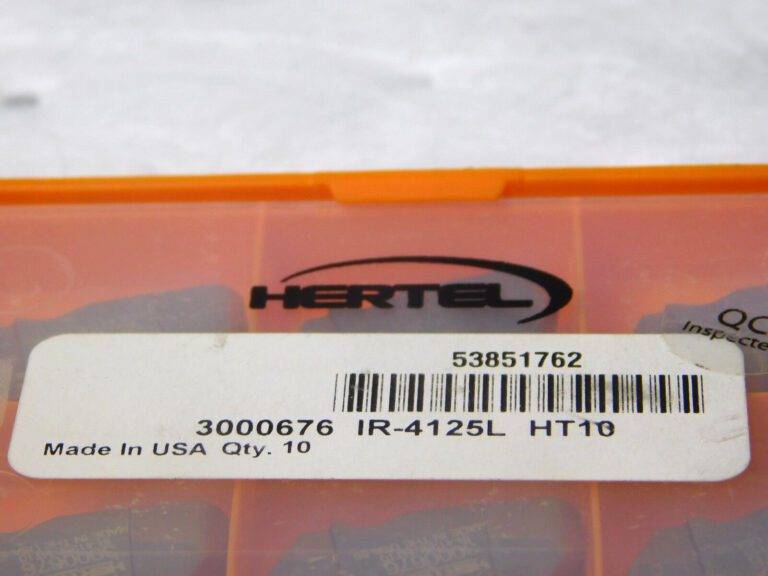 HERTEL
QC
Inspecte
53851762
3000676 IR-4125L HT10
Made In USA Qty. 10